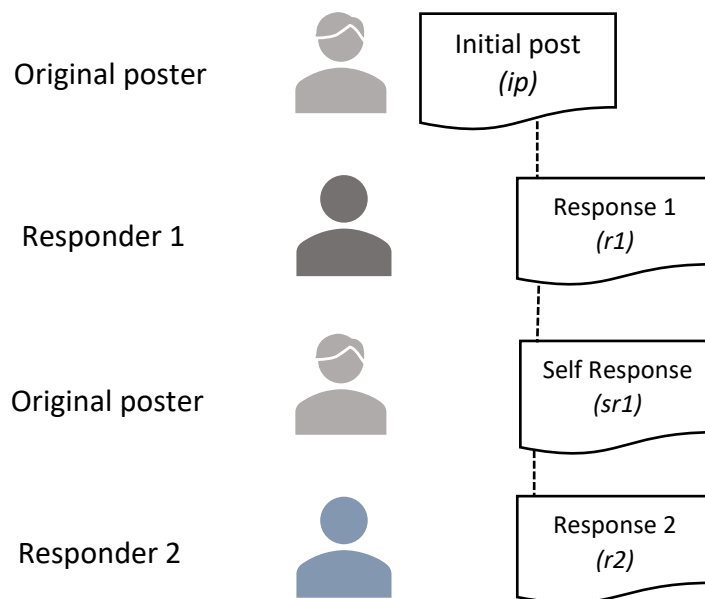 Original poster
Initial post
(ip)
Responder 1
Response 1
(r1)
Original poster
Self Response
(sr1)
Responder 2
Response 2
(r2)